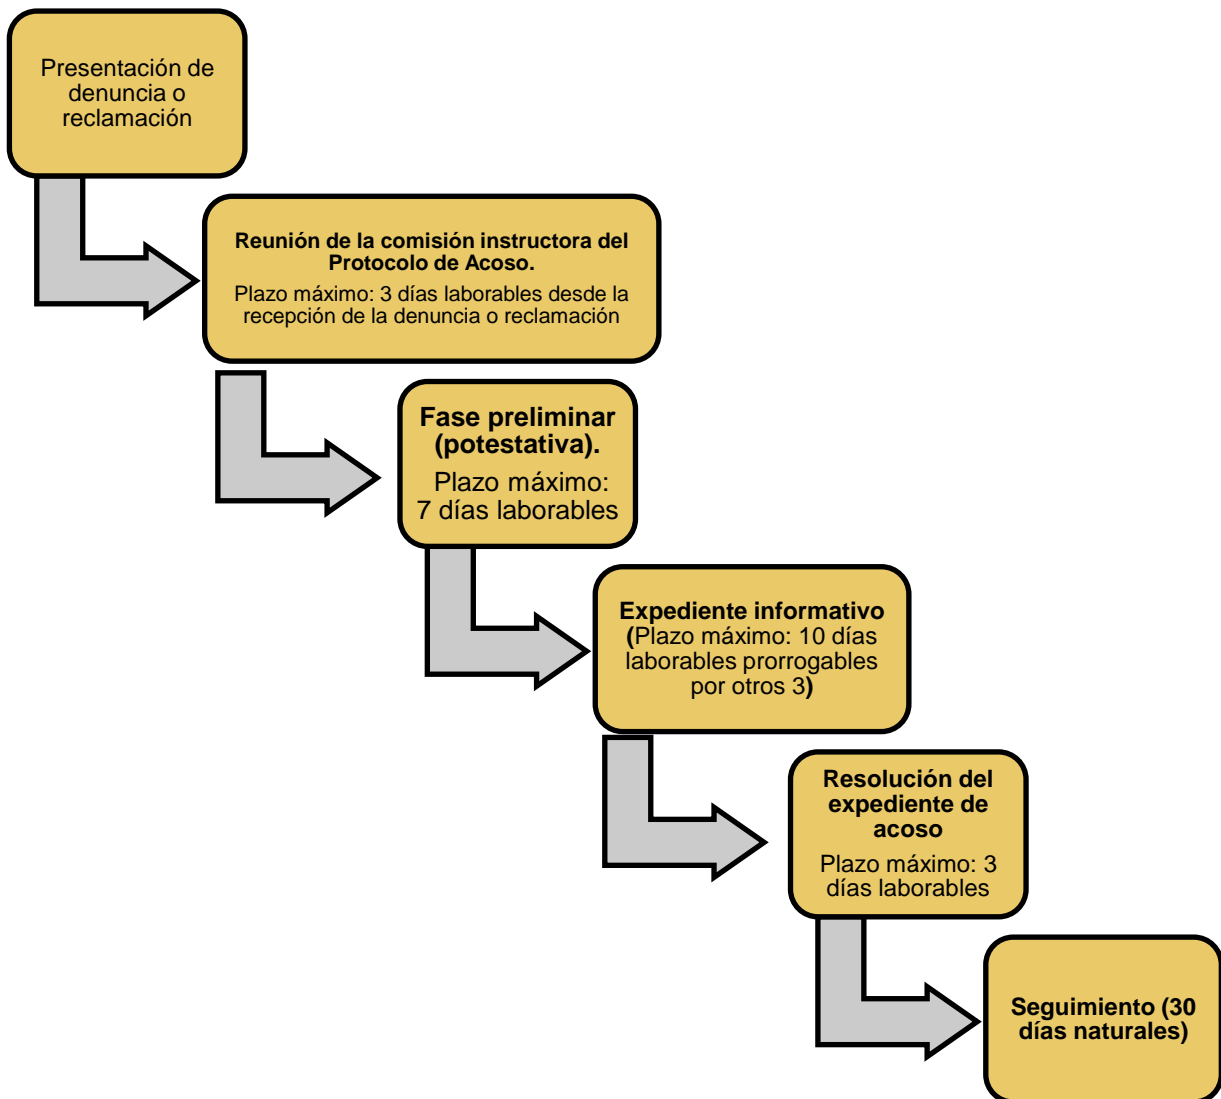 Presentación de
denuncia o
reclamación
Reunión de la comisión instructora del
Protocolo de Acoso.
Plazo máximo: 3 días laborables desde la
recepción de la denuncia o reclamación
Fase preliminar
(potestativa).
Plazo máximo:
7 días laborables
Expediente informativo
(Plazo máximo: 10 días
laborables prorrogables
por otros 3)
Resolución del
expediente de
acoso
Plazo máximo: 3
días laborables
Seguimiento (30
días naturales)